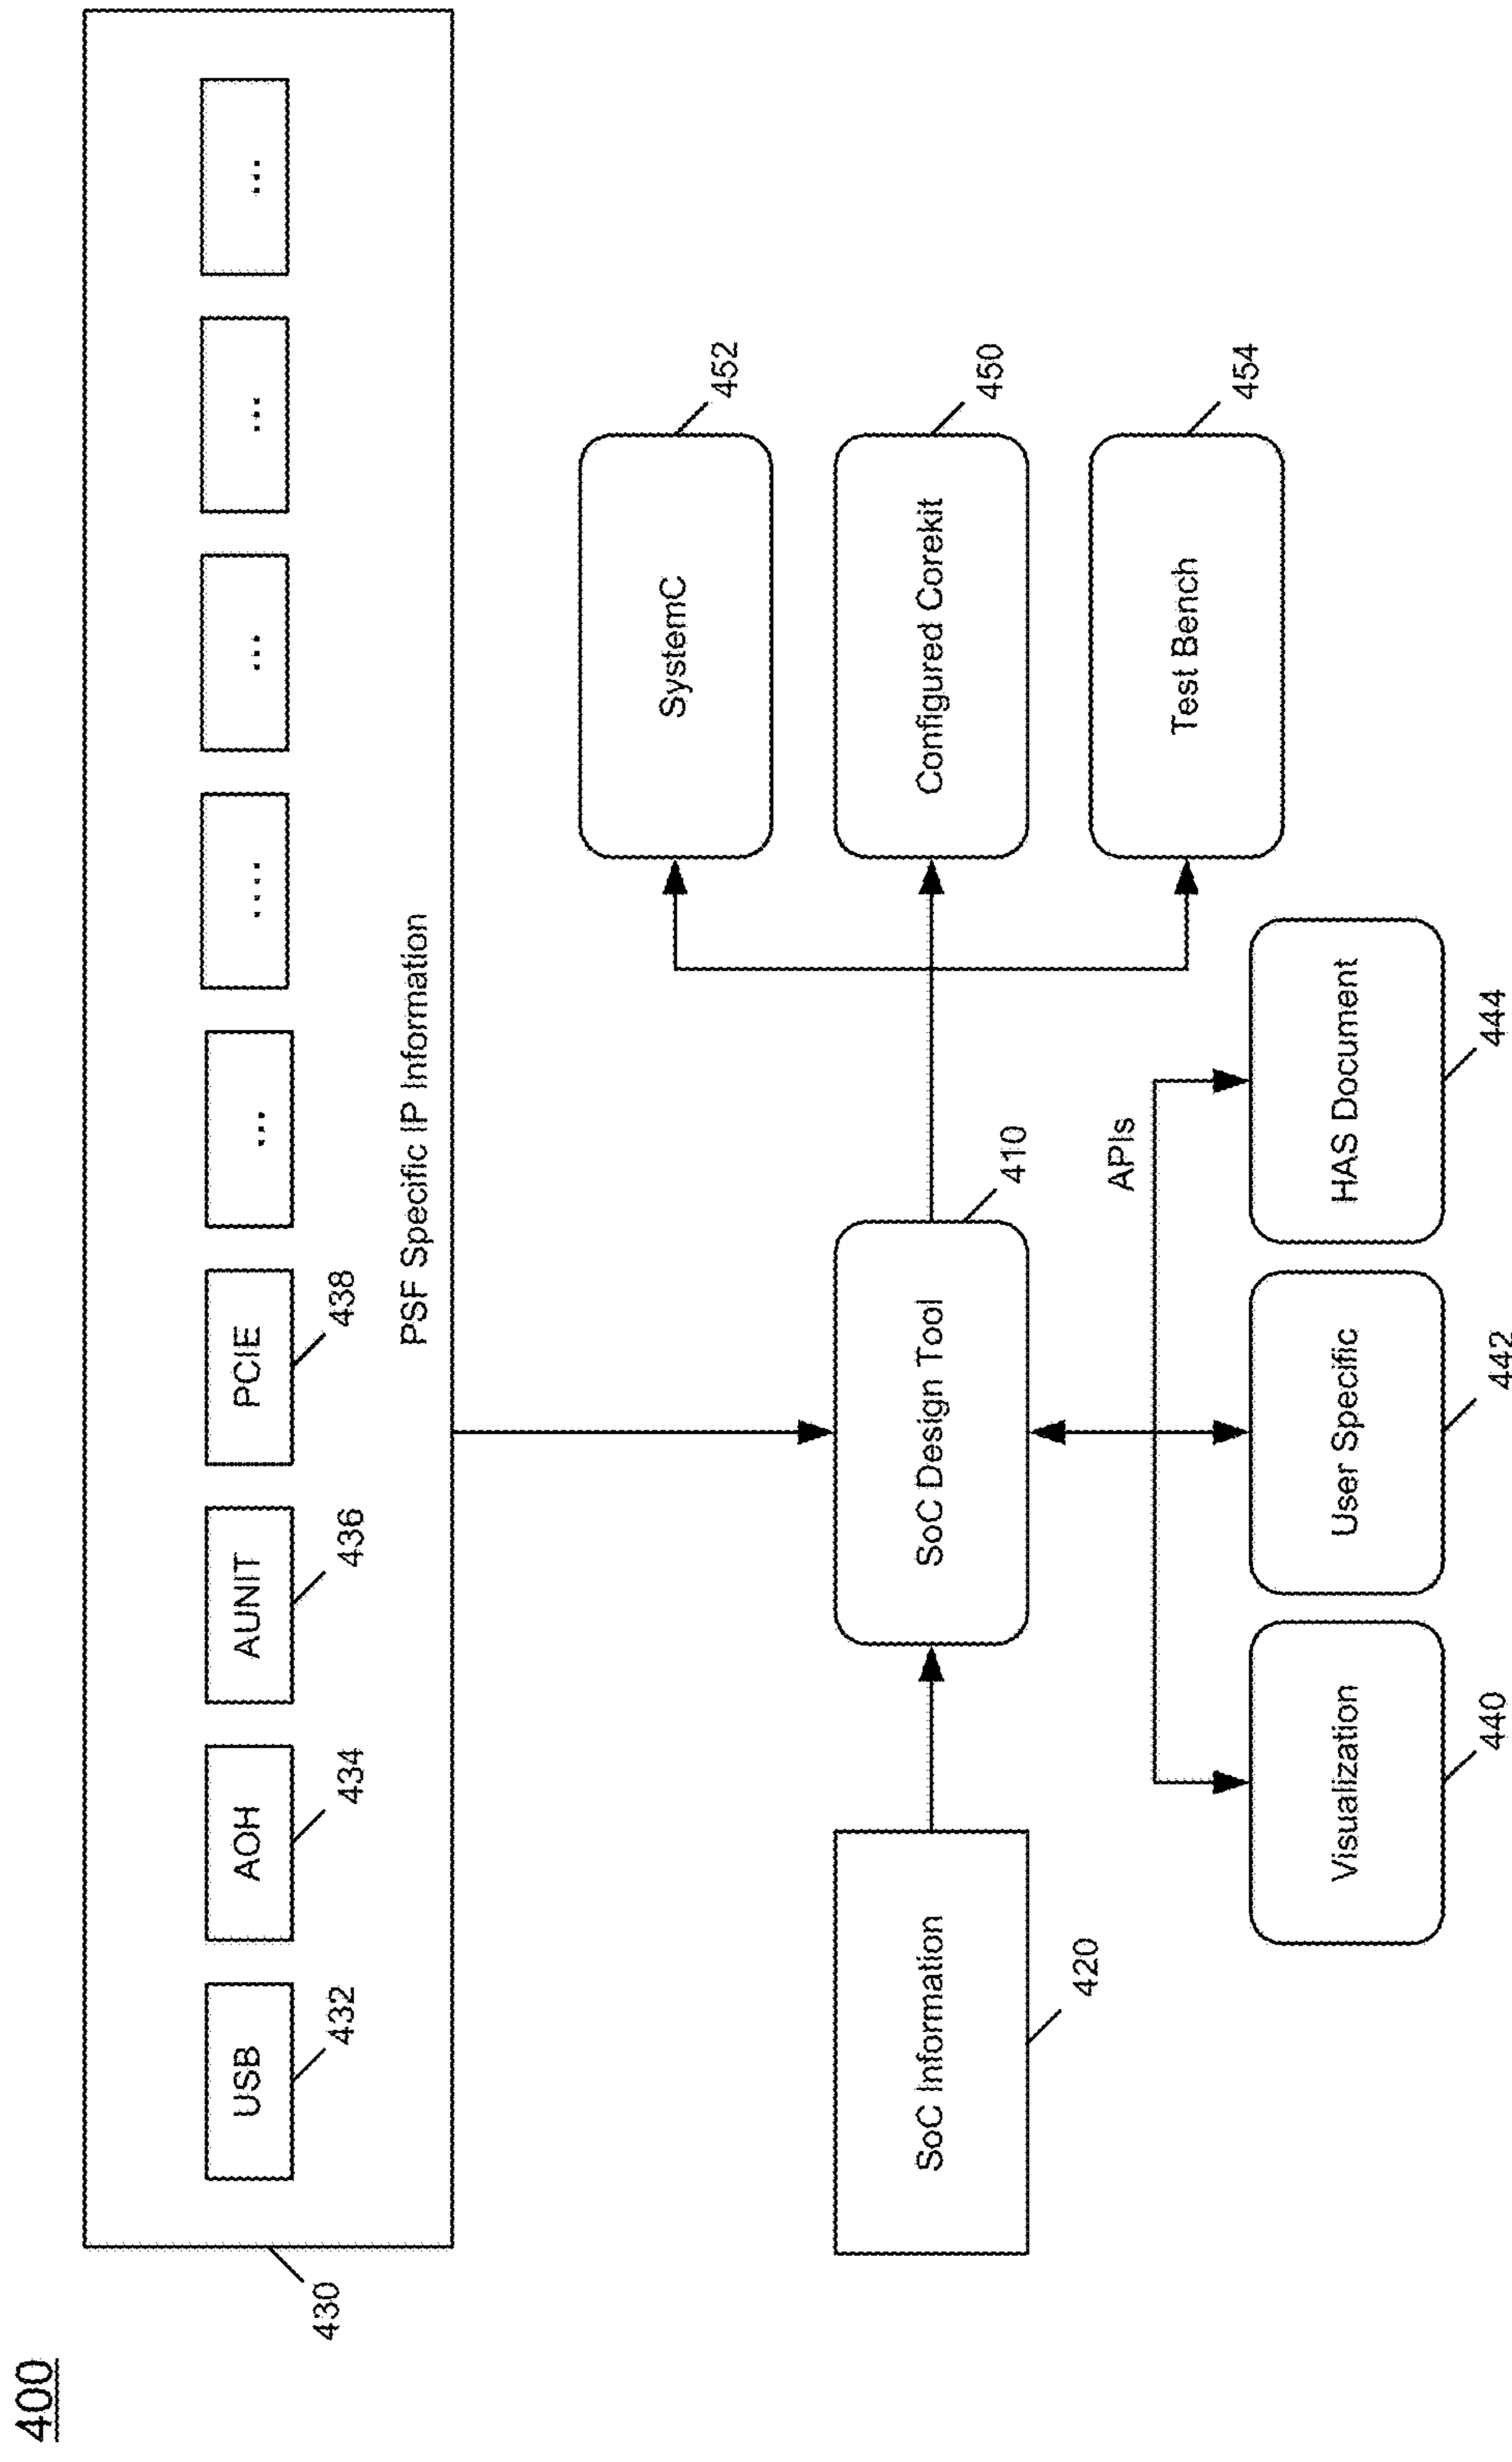 400
430
USB
432
AOH
434
AUNIT
436
PCIE
438
...
....
...
...
...
PSF Specific IP Information
SoC Information
420
SoC Design Tool
410
SystemC
452
Configured Corekit
450
Test Bench
454
APIs
Visualization
440
User Specific
442
HAS Document
444